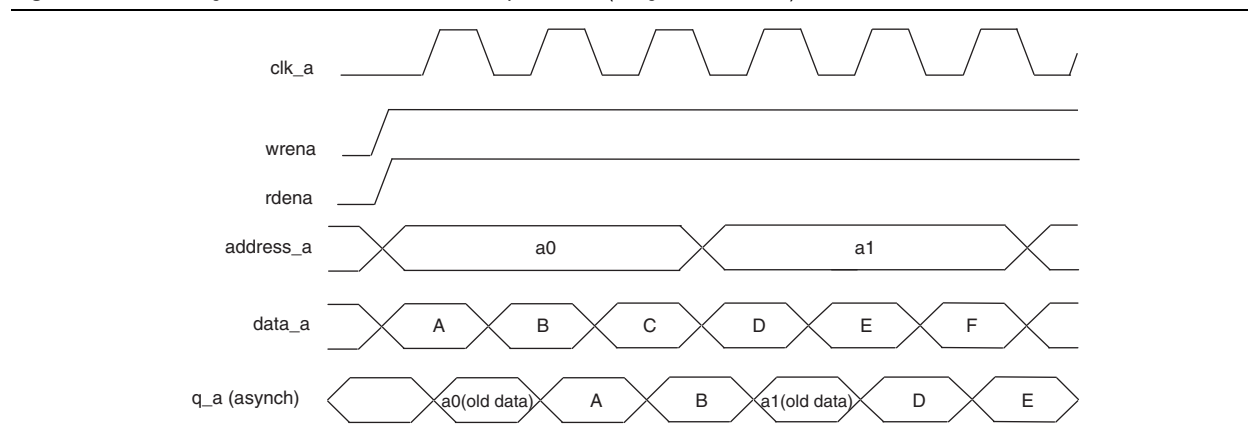 clk_a
wrena
rdena
address_a a0 a1
data_a A B C D E F
q_a (asynch) a0(old data) A B a1(old data) D E